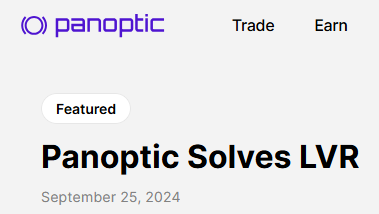 panoptic Trade Earn
Featured
Panoptic Solves LVR
September 25, 2024